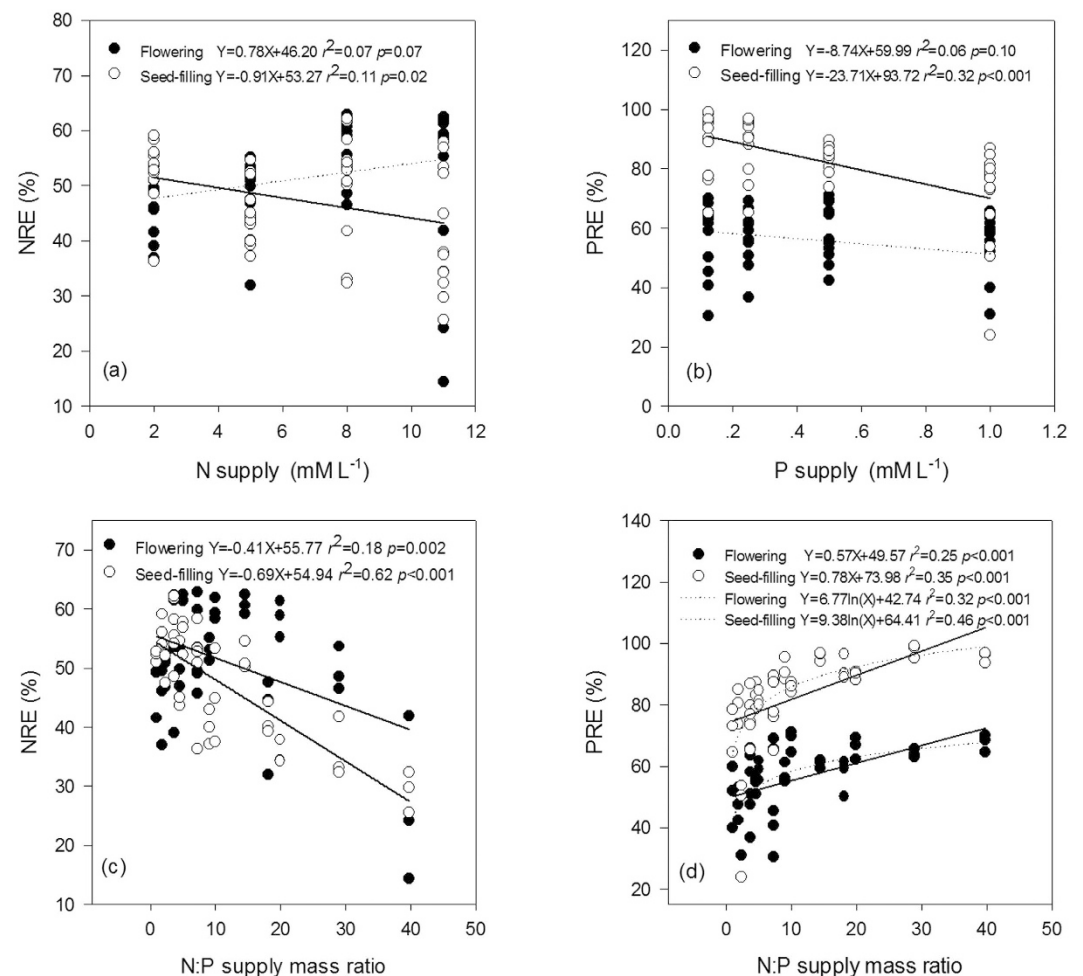 80
70
60
50
40
30
20
10
NRE (%)
Flowering Y=0.78X+46.20 r²=0.07 p=0.07
Seed-filling Y=-0.91X+53.27 r²=0.11 p=0.02
(a)
0 2 4 6 8 10 12
N supply (mM L⁻¹)
120
100
80
60
40
20
0
PRE (%)
Flowering Y=-8.74X+59.99 r²=0.06 p=0.10
Seed-filling Y=-23.71X+93.72 r²=0.32 p<0.001
(b)
0.0 .2 .4 .6 .8 1.0 1.2
P supply (mM L⁻¹)
70
60
50
40
30
20
10
NRE (%)
Flowering Y=-0.41X+55.77 r²=0.18 p=0.002
Seed-filling Y=-0.69X+54.94 r²=0.62 p<0.001
(c)
0 10 20 30 40 50
N:P supply mass ratio
140
120
100
80
60
40
20
PRE (%)
Flowering Y=0.57X+49.57 r²=0.25 p<0.001
Seed-filling Y=0.78X+73.98 r²=0.35 p<0.001
Flowering Y=6.77ln(X)+42.74 r²=0.32 p<0.001
Seed-filling Y=9.38ln(X)+64.41 r²=0.46 p<0.001
(d)
0 10 20 30 40 50
N:P supply mass ratio